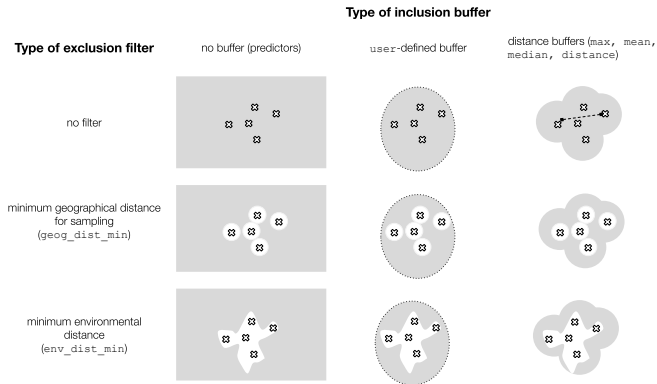 Type of inclusion buffer
Type of exclusion filter
no buffer (predictors)
user-defined buffer
distance buffers (max, mean,
median, distance)
no filter
minimum geographical distance
for sampling
(geog_dist_min)
minimum environmental
distance
(env_dist_min)